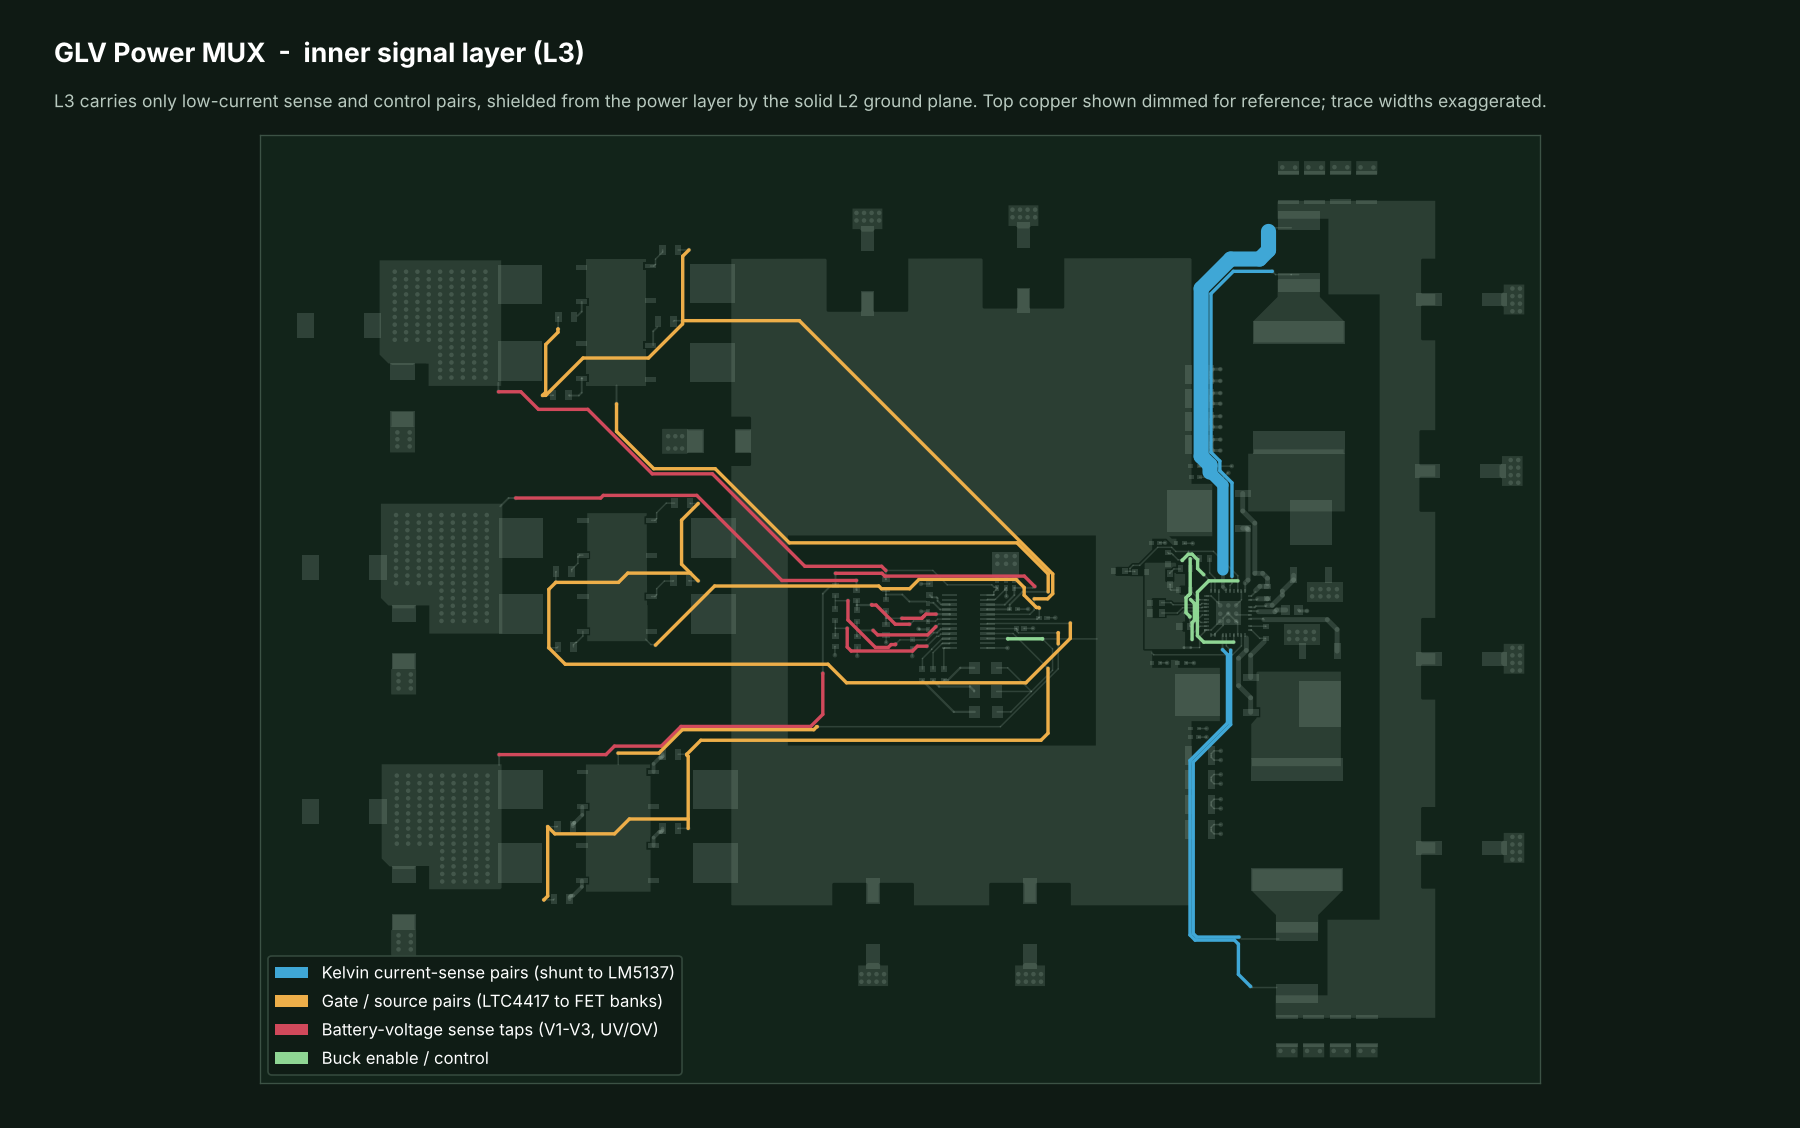 GLV Power MUX - inner signal layer (L3)
L3 carries only low-current sense and control pairs, shielded from the power layer by the solid L2 ground plane. Top copper shown dimmed for reference; trace widths exaggerated.
Kelvin current-sense pairs (shunt to LM5137)
Gate / source pairs (LTC4417 to FET banks)
Battery-voltage sense taps (V1-V3, UV/OV)
Buck enable / control